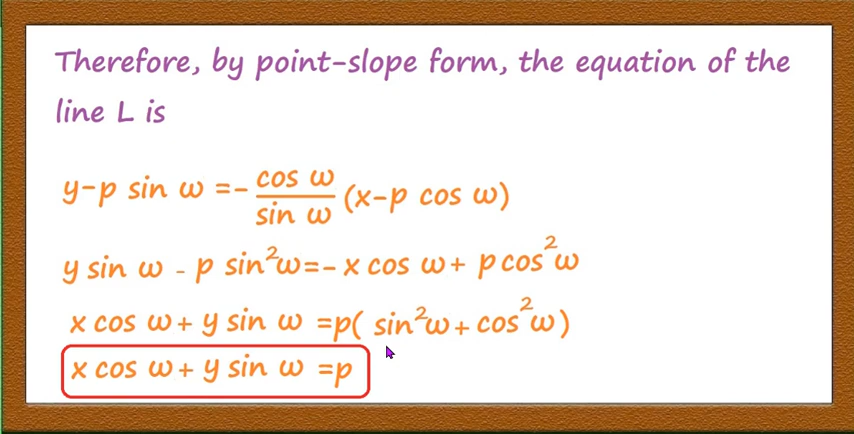 Therefore, by point-slope form, the equation of the
line L is
y-p sin ω =- cos ω / sin ω (x-p cos ω)
y sin ω - p sin²ω=- x cos ω+ p cos²ω
x cos ω+ y sin ω =p( sin²ω+ cos²ω)
x cos ω+ y sin ω =p